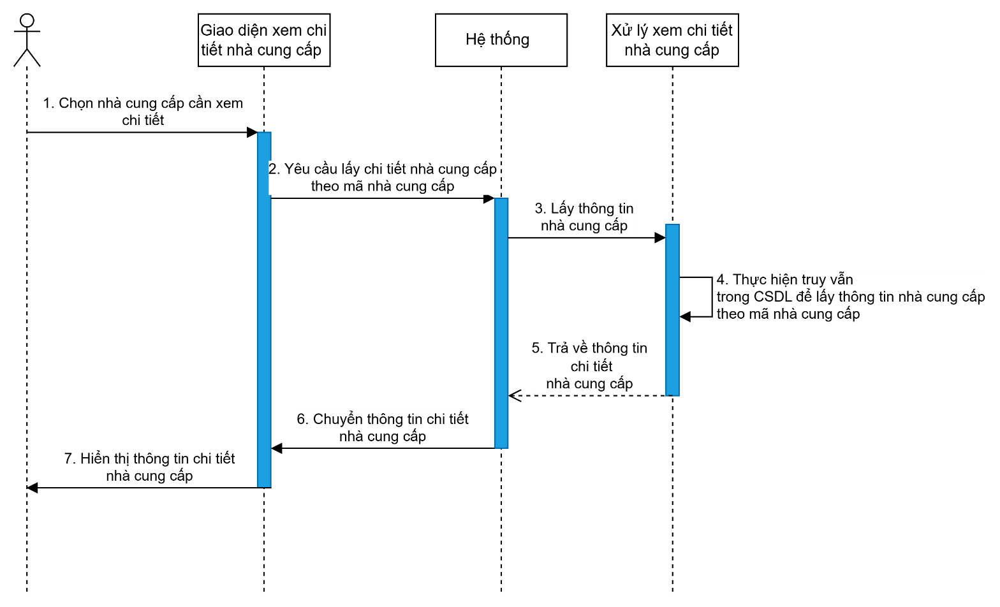 Giao diện xem chi
tiết nhà cung cấp
Hệ thống
Xử lý xem chi tiết
nhà cung cấp
1. Chọn nhà cung cấp cần xem
chi tiết
2. Yêu cầu lấy chi tiết nhà cung cấp
theo mã nhà cung cấp
3. Lấy thông tin
nhà cung cấp
4. Thực hiện truy vẫn
trong CSDL để lấy thông tin nhà cung cấp
theo mã nhà cung cấp
5. Trả về thông tin
chi tiết
nhà cung cấp
6. Chuyển thông tin chi tiết
nhà cung cấp
7. Hiển thị thông tin chi tiết
nhà cung cấp